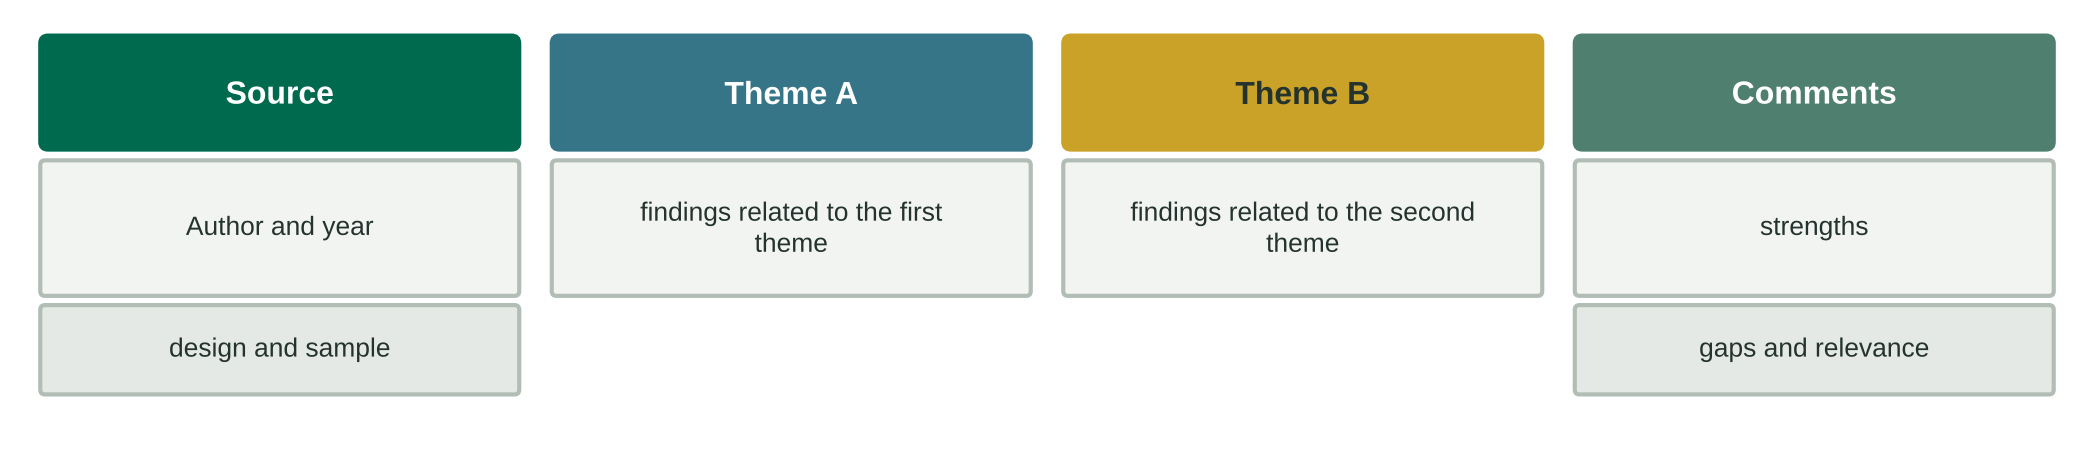 Source
Theme A
Theme B
Comments
Author and year
findings related to the first
theme
findings related to the second
theme
strengths
design and sample
gaps and relevance